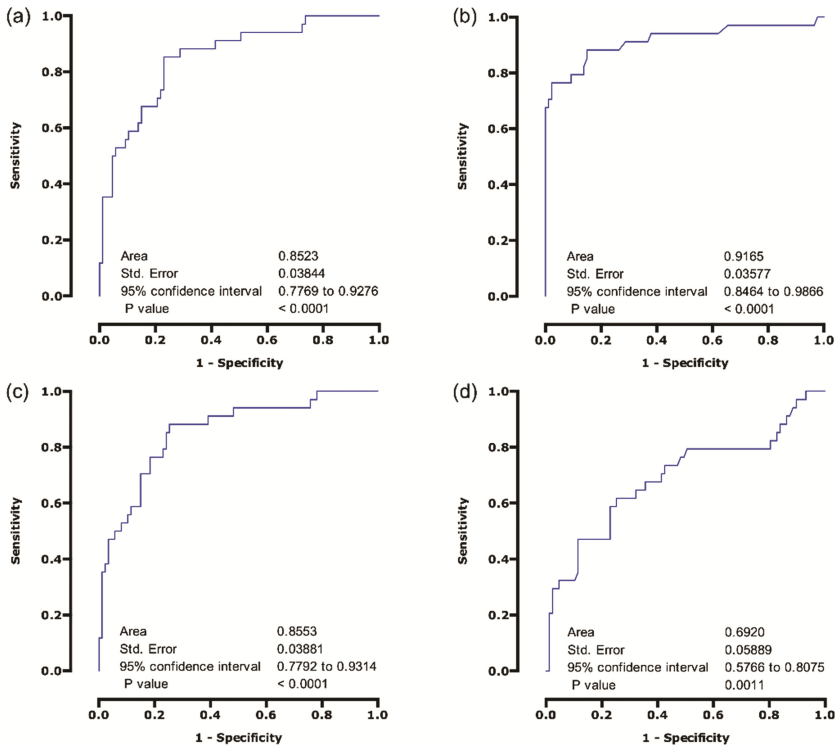 (a)
1.0
0.8
0.6
0.4
0.2
0.0
Sensitivity
Area 0.8523
Std. Error 0.03844
95% confidence interval 0.7769 to 0.9276
P value < 0.0001
0.0 0.2 0.4 0.6 0.8 1.0
1 - Specificity
(b)
1.0
0.8
0.6
0.4
0.2
0.0
Sensitivity
Area 0.9165
Std. Error 0.03577
95% confidence interval 0.8464 to 0.9866
P value < 0.0001
0.0 0.2 0.4 0.6 0.8 1.0
1 - Specificity
(c)
1.0
0.8
0.6
0.4
0.2
0.0
Sensitivity
Area 0.8553
Std. Error 0.03881
95% confidence interval 0.7792 to 0.9314
P value < 0.0001
0.0 0.2 0.4 0.6 0.8 1.0
1 - Specificity
(d)
1.0
0.8
0.6
0.4
0.2
0.0
Sensitivity
Area 0.6920
Std. Error 0.05889
95% confidence interval 0.5766 to 0.8075
P value 0.0011
0.0 0.2 0.4 0.6 0.8 1.0
1 - Specificity